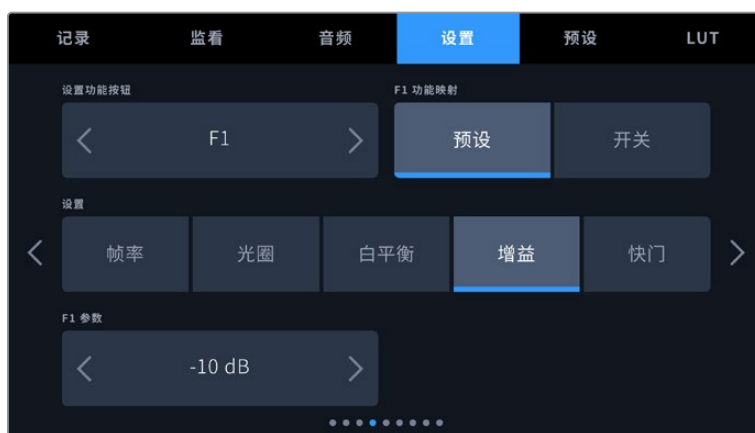 记录 监看 音频 设置 预设 LUT
设置功能按钮 F1 功能映射
F1 预设 开关
设置
帧率 光圈 白平衡 增益 快门
F1 参数
-10 dB